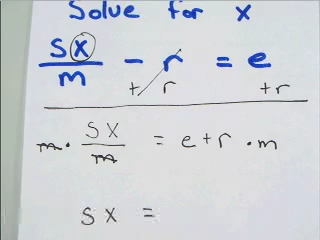 Solve for x
sx/m - r = e
+ r + r
m · sx/m = e + r · m
sx =